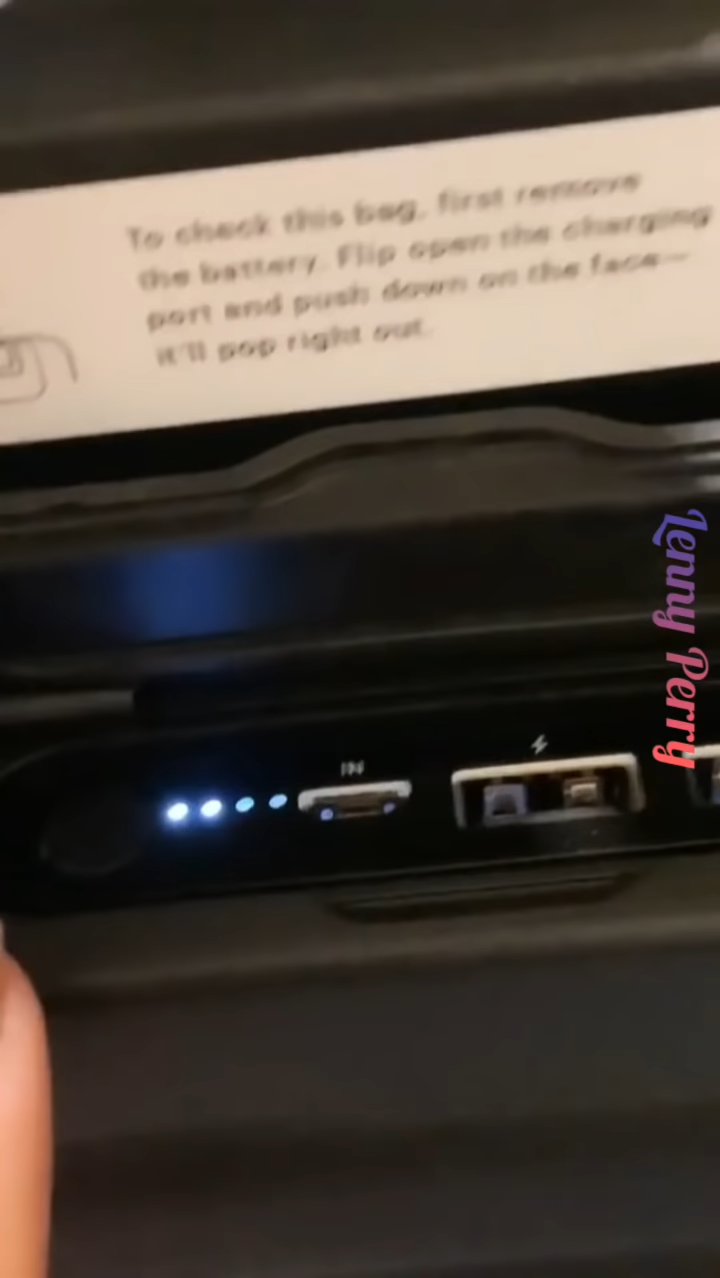 To check this bag, first remove
the battery. Flip open the charging
port and push down on the face—
it'll pop right out.
Lenny Perry
IN